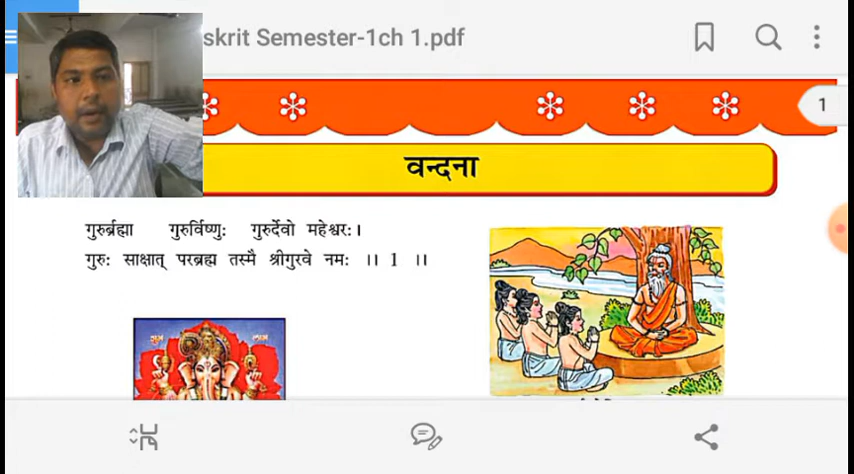 skrit Semester-1ch 1.pdf
1
वन्दना
गुरुर्ब्रह्मा गुरुर्विष्णुः गुरुर्देवो महेश्वरः।
गुरुः साक्षात् परब्रह्म तस्मै श्रीगुरवे नमः ।। 1 ।।
शुभ लाभ